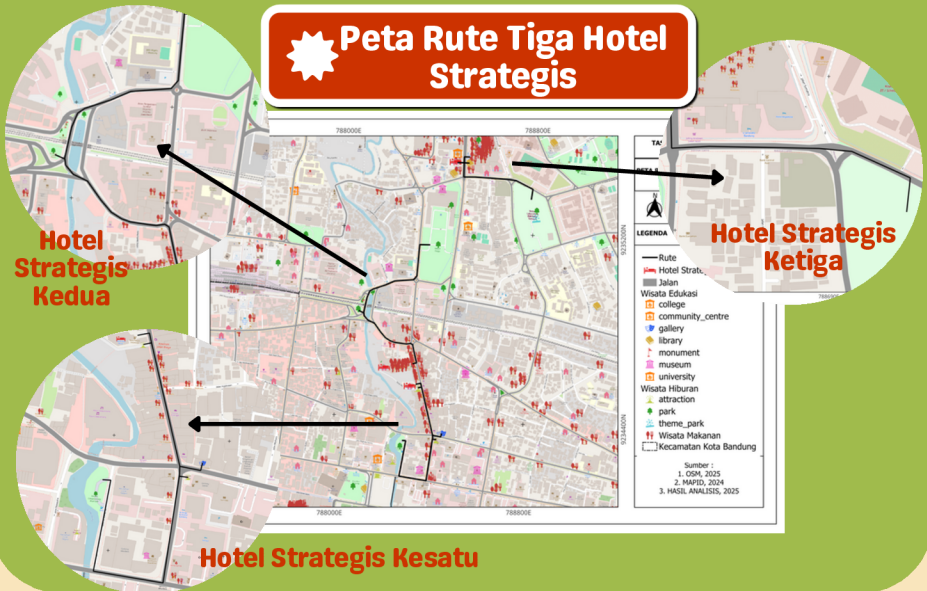 Peta Rute Tiga Hotel
Strategis
Hotel
Strategis
Kedua
Hotel Strategis
Ketiga
Hotel Strategis Kesatu
788000E
788800E
9235200N
9234400N
788000E
788800E
N
LEGENDA
Rute
Hotel Strateg
Jalan
Wisata Edukasi
college
community_centre
gallery
library
monument
museum
university
Wisata Hiburan
attraction
park
theme_park
Wisata Makanan
Kecamatan Kota Bandung
Sumber :
1. OSM, 2025
2. MAPID, 2024
3. HASIL ANALISIS, 2025